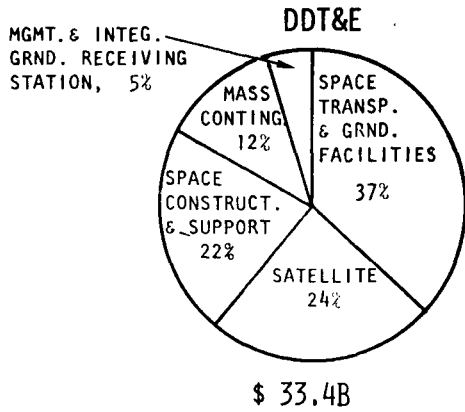 DDT&E
MGMT. & INTEG.
GRND. RECEIVING
STATION, 5%
SPACE
TRANSP.
& GRND.
FACILITIES
37%
MASS
CONTING.
12%
SPACE
CONSTRUCT.
& SUPPORT
22%
SATELLITE
24%
$ 33.4B